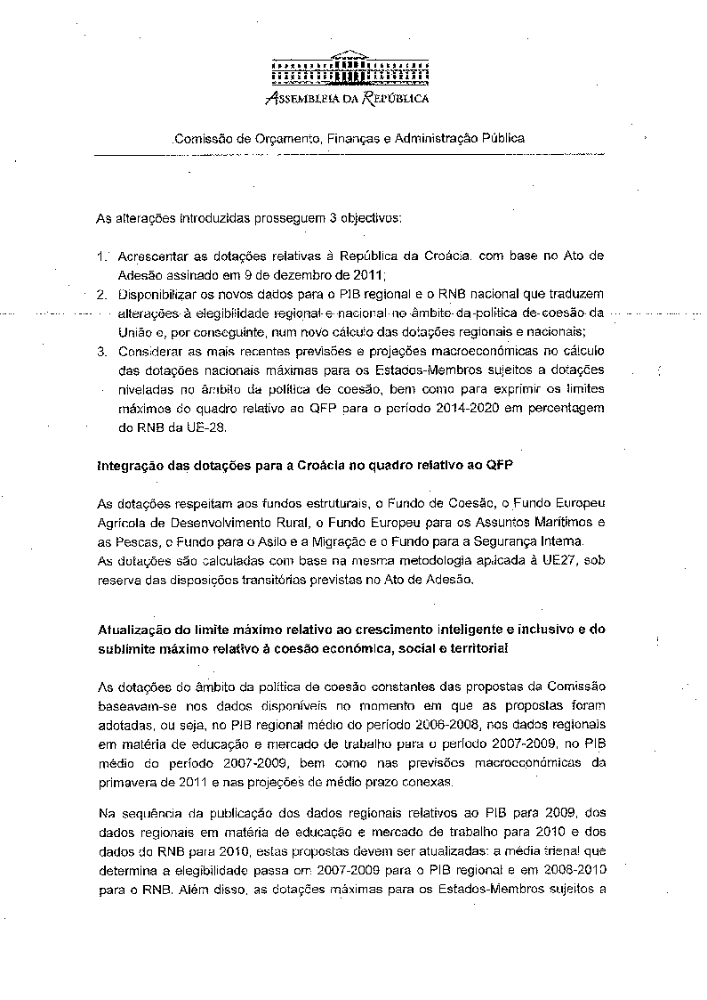 ASSEMBLEIA DA REPÚBLICA
Comissão de Orçamento, Finanças e Administração Pública
As alterações introduzidas prosseguem 3 objectivos:
1. Acrescentar as dotações relativas à República da Croácia, com base no Ato de
Adesão assinado em 9 de dezembro de 2011;
2. Disponibilizar os novos dados para o PIB regional e o RNB nacional que traduzem
alterações à elegibilidade regional e nacional no âmbito da política de coesão da
União e, por conseguinte, num novo cálculo das dotações regionais e nacionais;
3. Considerar as mais recentes previsões e projeções macroeconómicas no cálculo
das dotações nacionais máximas para os Estados-Membros sujeitos a dotações
niveladas no âmbito da política de coesão, bem como para exprimir os limites
máximos do quadro relativo ao QFP para o período 2014-2020 em percentagem
do RNB da UE-28.
Integração das dotações para a Croácia no quadro relativo ao QFP
As dotações respeitam aos fundos estruturais, o Fundo de Coesão, o Fundo Europeu
Agrícola de Desenvolvimento Rural, o Fundo Europeu para os Assuntos Marítimos e
as Pescas, o Fundo para o Asilo e a Migração e o Fundo para a Segurança Interna.
As dotações são calculadas com base na mesma metodologia aplicada à UE27, sob
reserva das disposições transitórias previstas no Ato de Adesão.
Atualização do limite máximo relativo ao crescimento inteligente e inclusivo e do
sublimite máximo relativo à coesão económica, social e territorial
As dotações do âmbito da política de coesão constantes das propostas da Comissão
baseavam-se nos dados disponíveis no momento em que as propostas foram
adotadas, ou seja, no PIB regional médio do período 2006-2008, nos dados regionais
em matéria de educação e mercado de trabalho para o período 2007-2009, no PIB
médio do período 2007-2009, bem como nas previsões macroeconómicas da
primavera de 2011 e nas projeções de médio prazo conexas.
Na sequência da publicação dos dados regionais relativos ao PIB para 2009, dos
dados regionais em matéria de educação e mercado de trabalho para 2010 e dos
dados do RNB para 2010, estas propostas devem ser atualizadas: a média trienal que
determina a elegibilidade passa em 2007-2009 para o PIB regional e em 2008-2010
para o RNB. Além disso, as dotações máximas para os Estados-Membros sujeitos a